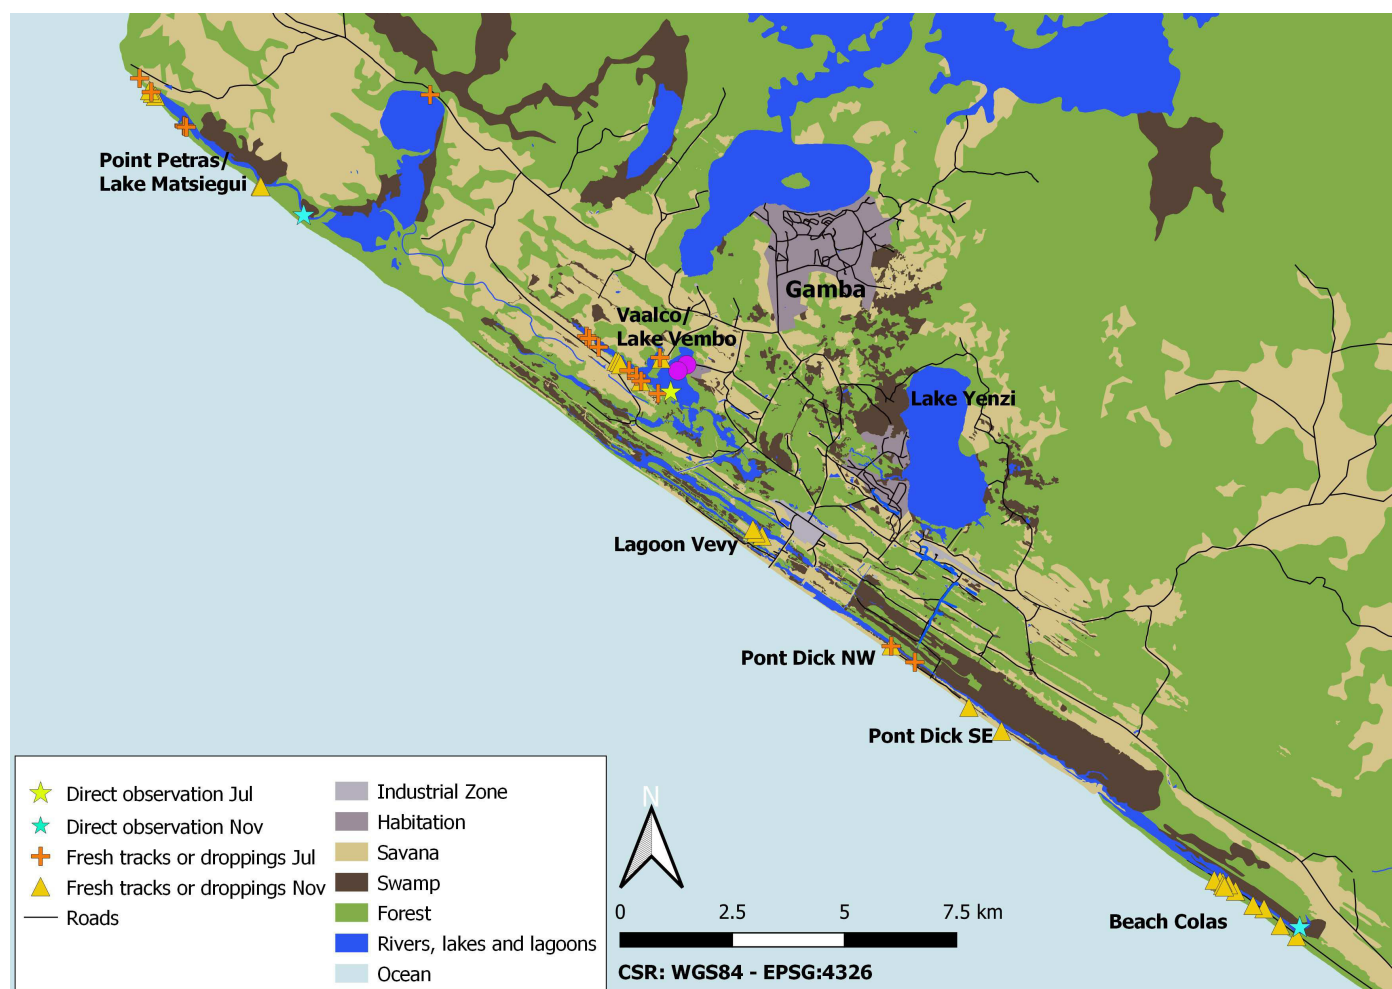 Point Petras/
Lake Matsiegui
Gamba
Vaalco/
Lake Vembo
Lake Yenzi
Lagoon Vevy
Pont Dick NW
Pont Dick SE
Beach Colas
Direct observation Jul
Direct observation Nov
Fresh tracks or droppings Jul
Fresh tracks or droppings Nov
Roads
Industrial Zone
Habitation
Savana
Swamp
Forest
Rivers, lakes and lagoons
Ocean
N
0 2.5 5 7.5 km
CSR: WGS84 - EPSG:4326